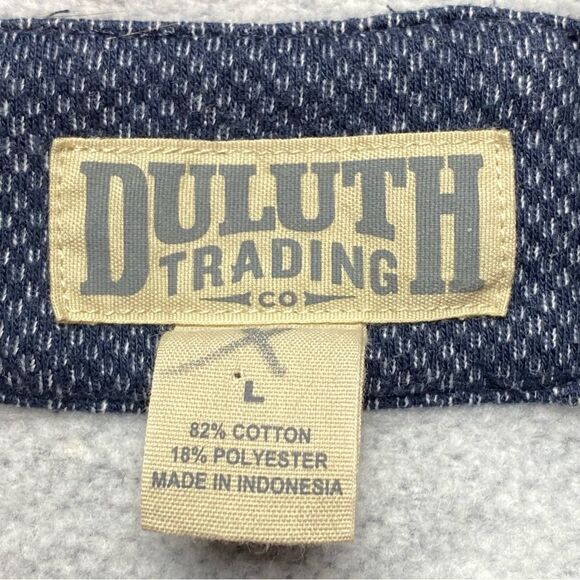 DULUTH
TRADING
CO
L
82% COTTON
18% POLYESTER
MADE IN INDONESIA